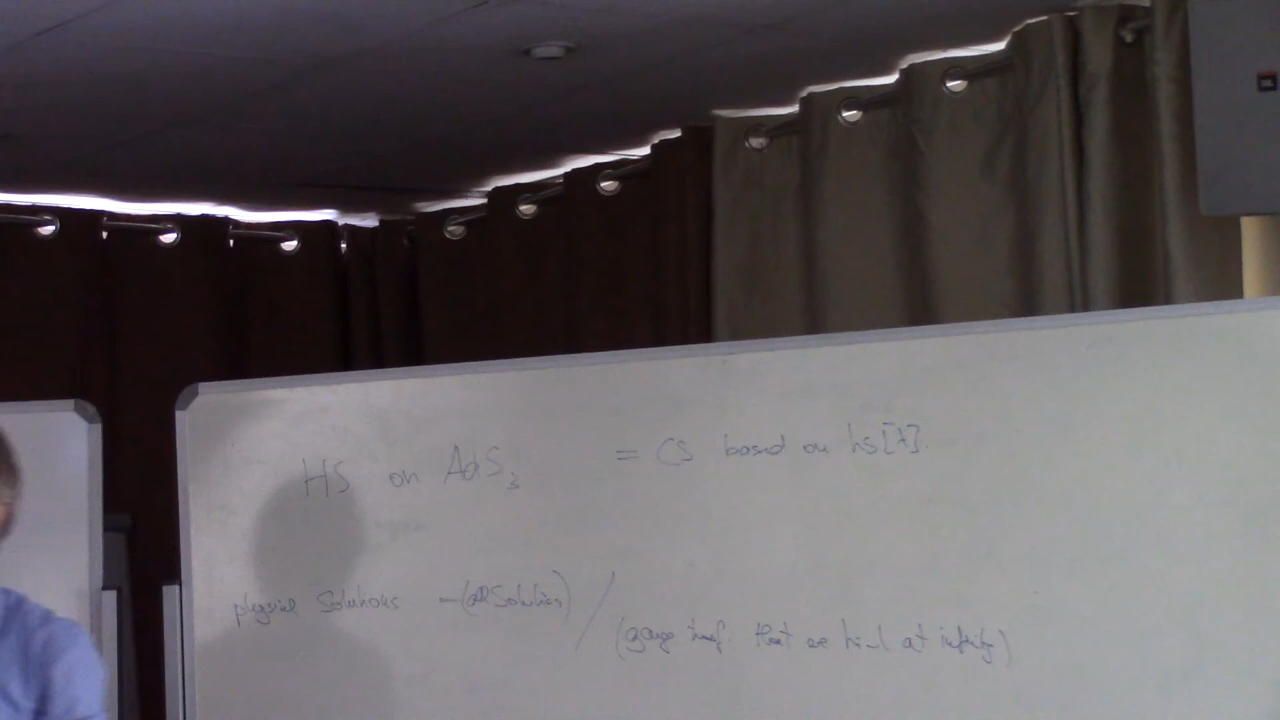 HS on AdS₃ = CS based on hs[λ].
physical solutions = (all solutions) / (gauge transf. that are trivial at infinity)